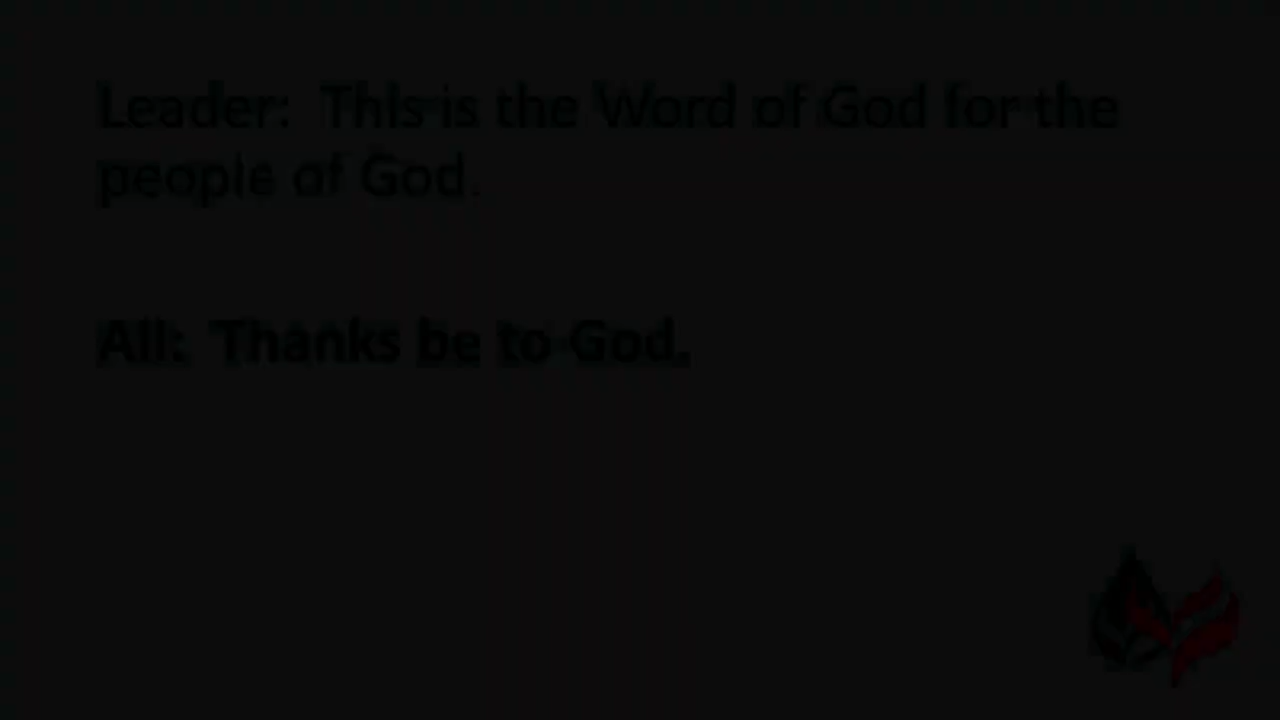 Leader:  This is the Word of God for the
people of God.
All:  Thanks be to God.